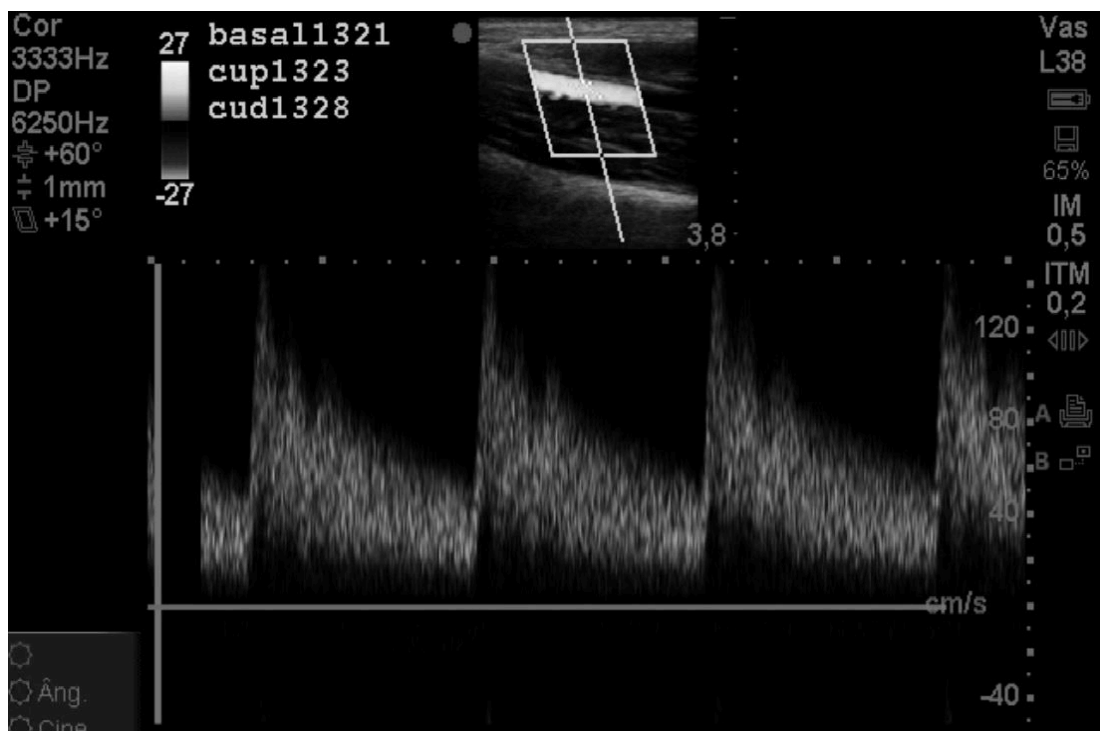 Cor
3333Hz
DP
6250Hz
+60°
1mm
+15°
27
-27
basal1321
cup1323
cud1328
3,8
Vas
L38
65%
IM
0,5
ITM
0,2
A
B
120
80
40
cm/s
-40
Âng.
Cine